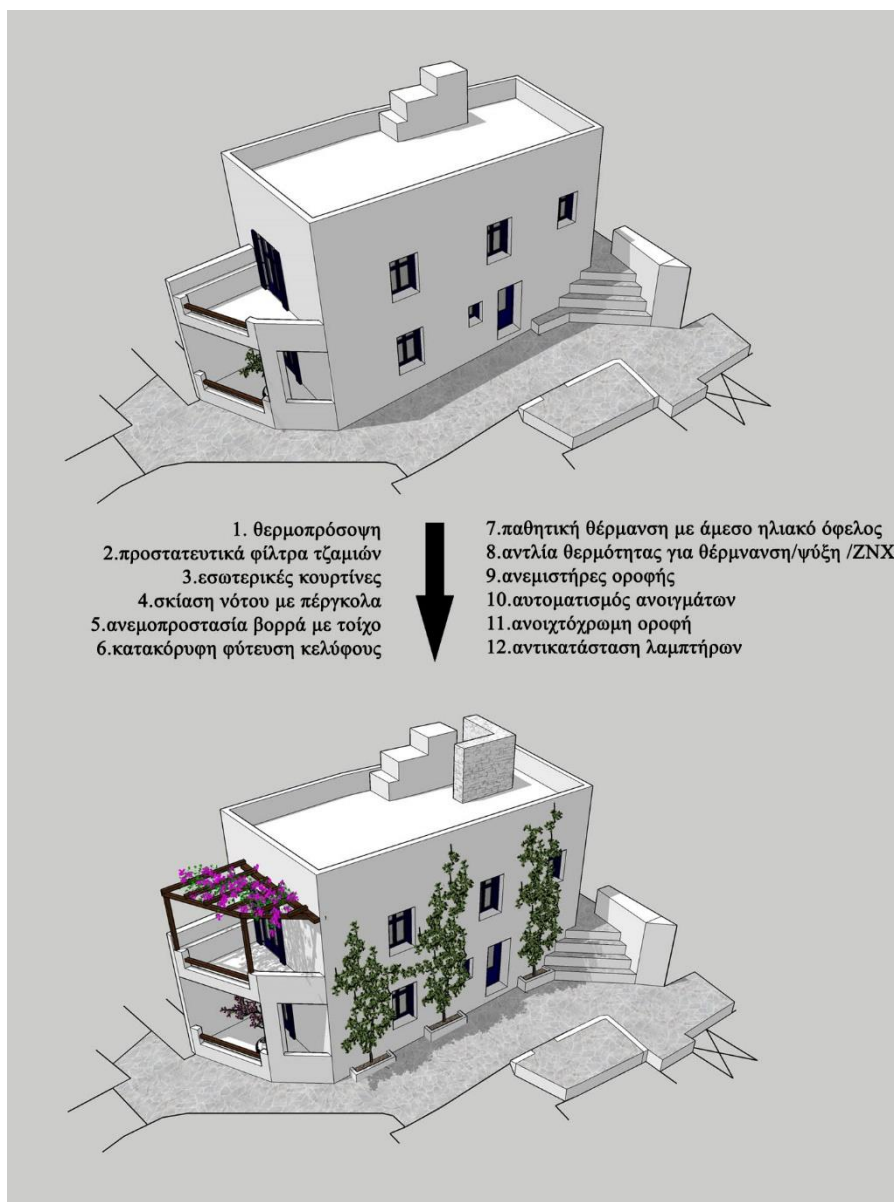 1. θερμοπρόσοψη
2.προστατευτικά φίλτρα τζαμιών
3.εσωτερικές κουρτίνες
4.σκίαση νότου με πέργκολα
5.ανεμοπροστασία βορρά με τοίχο
6.κατακόρυφη φύτευση κελύφους
7.παθητική θέρμανση με άμεσο ηλιακό όφελος
8.αντλία θερμότητας για θέρμνανση/ψύξη /ΖΝΧ
9.ανεμιστήρες οροφής
10.αυτοματισμός ανοιγμάτων
11.ανοιχτόχρωμη οροφή
12.αντικατάσταση λαμπτήρων